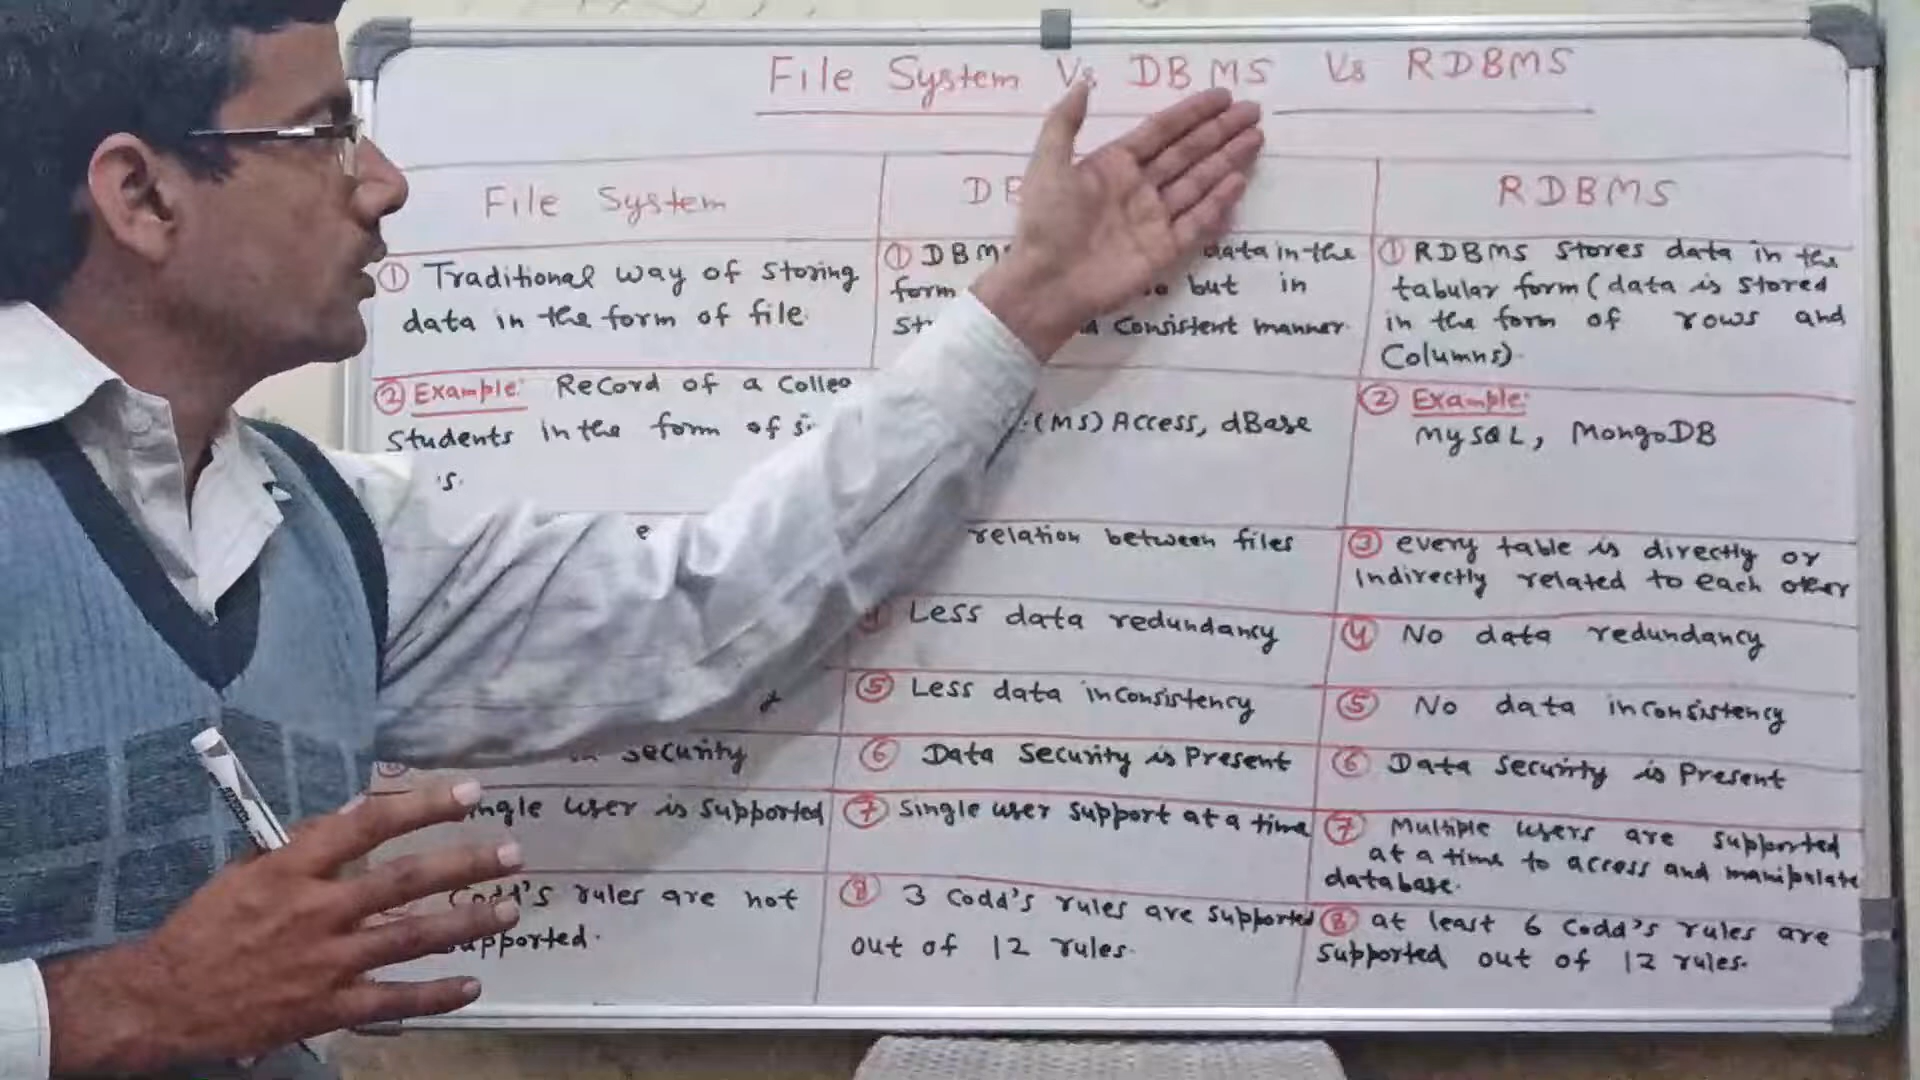 File System Vs DBMS Vs RDBMS
File System
RDBMS
① Traditional way of storing
data in the form of file.
② Example: Record of a
students in the form of
① data in the
form but in
Consistent manner.
(MS) Access, dBase
relation between files
Less data redundancy
⑤ Less data inconsistency
⑥ Data Security is Present
⑦ Single user support at a time
⑧ 3 Codd's rules are supported
out of 12 rules.
security
user is supported
Codd's rules are not
① RDBMS Stores data in the
tabular form (data is stored
in the form of rows and
Columns).
② Example:
MySQL, MongoDB
③ every table is directly or
Indirectly related to each other
④ No data redundancy
⑤ No data inconsistency
⑥ Data Security is Present
⑦ Multiple users are supported
at a time to access and manipulate
database.
⑧ at least 6 Codd's rules are
supported out of 12 rules.